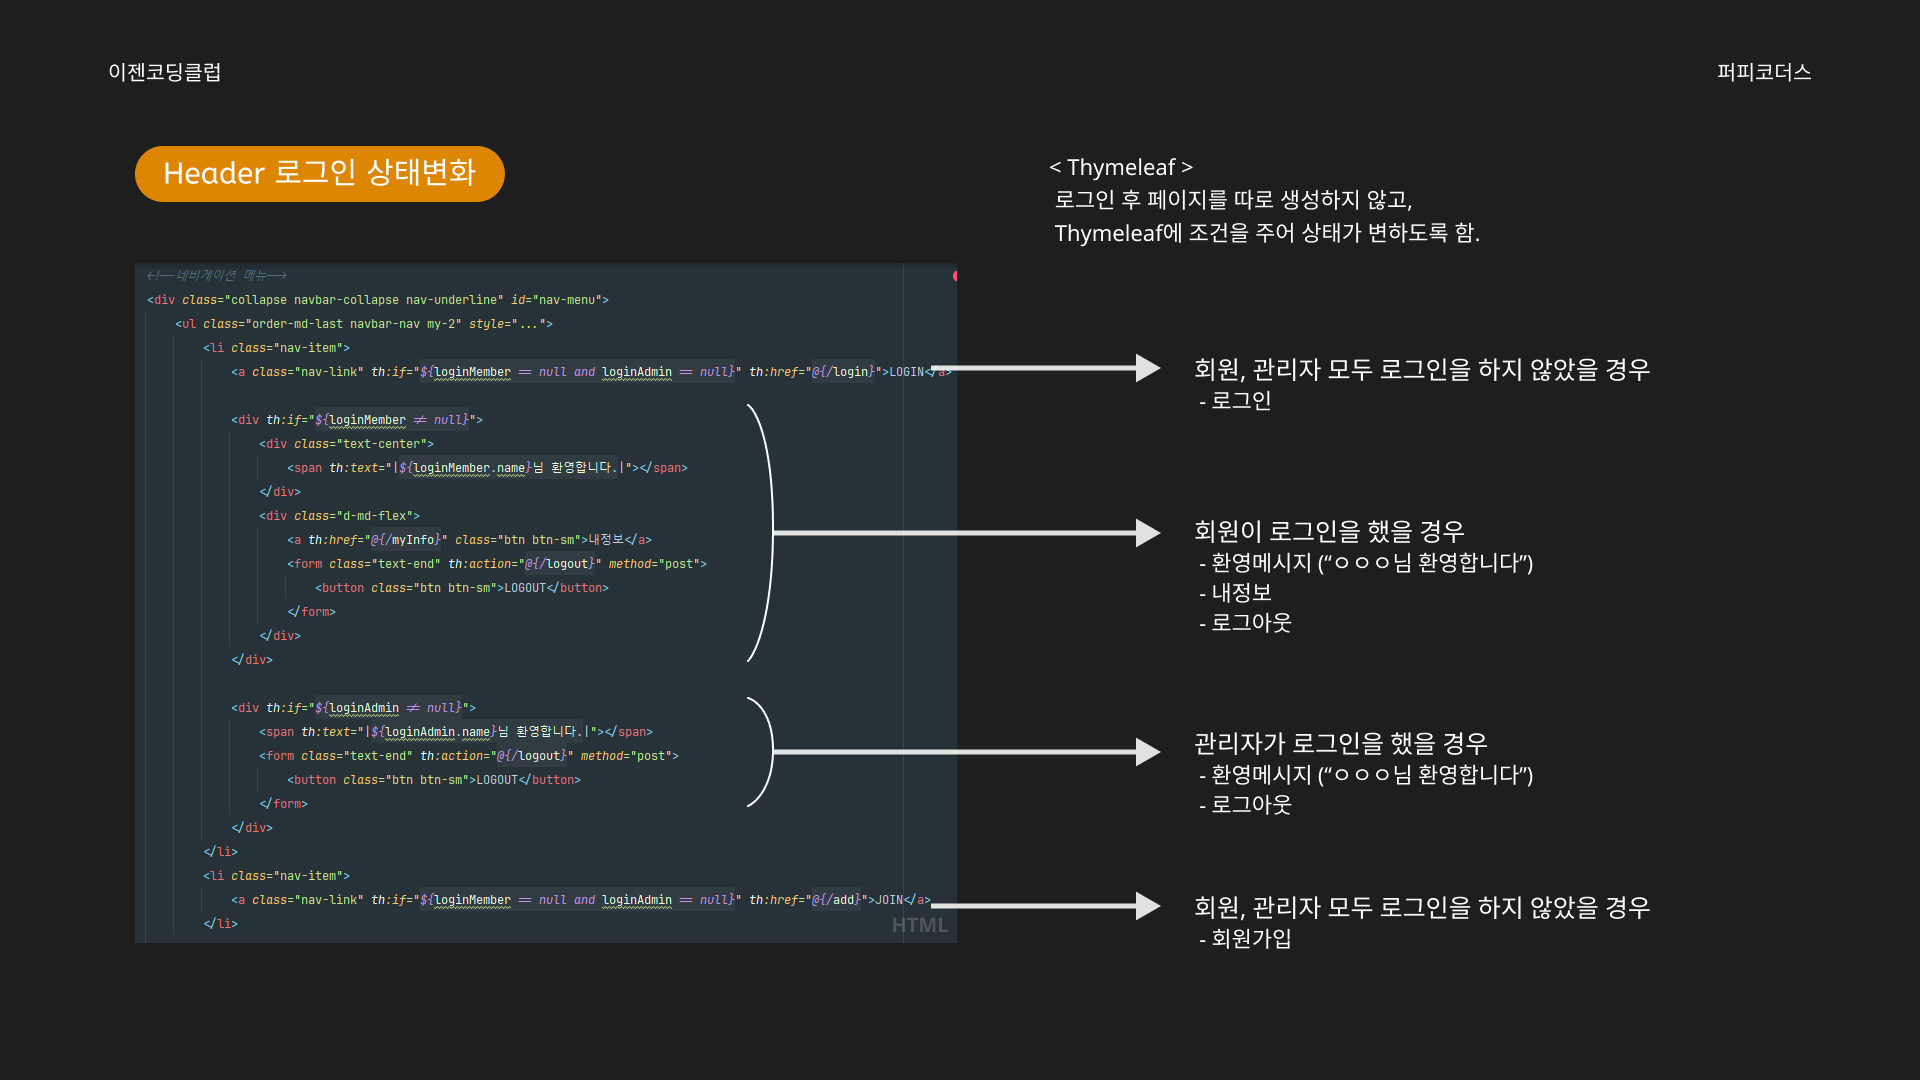 이젠코딩클럽
퍼피코더스
Header 로그인 상태변화
< Thymeleaf >
로그인 후 페이지를 따로 생성하지 않고,
Thymeleaf에 조건을 주어 상태가 변하도록 함.
<!--네비게이션 메뉴-->
<div class="collapse navbar-collapse nav-underline" id="nav-menu">
<ul class="order-md-last navbar-nav my-2" style="...">
<li class="nav-item">
<a class="nav-link" th:if="${loginMember == null and loginAdmin == null}" th:href="@{/login}">LOGIN</a>
<div th:if="${loginMember != null}">
<div class="text-center">
<span th:text="|${loginMember.name}님 환영합니다.|"></span>
</div>
<div class="d-md-flex">
<a th:href="@{/myInfo}" class="btn btn-sm">내정보</a>
<form class="text-end" th:action="@{/logout}" method="post">
<button class="btn btn-sm">LOGOUT</button>
</form>
</div>
</div>
<div th:if="${loginAdmin != null}">
<span th:text="|${loginAdmin.name}님 환영합니다.|"></span>
<form class="text-end" th:action="@{/logout}" method="post">
<button class="btn btn-sm">LOGOUT</button>
</form>
</div>
</li>
<li class="nav-item">
<a class="nav-link" th:if="${loginMember == null and loginAdmin == null}" th:href="@{/add}">JOIN</a>
</li>
HTML
회원, 관리자 모두 로그인을 하지 않았을 경우
- 로그인
회원이 로그인을 했을 경우
- 환영메시지 (“ㅇㅇㅇ님 환영합니다”)
- 내정보
- 로그아웃
관리자가 로그인을 했을 경우
- 환영메시지 (“ㅇㅇㅇ님 환영합니다”)
- 로그아웃
회원, 관리자 모두 로그인을 하지 않았을 경우
- 회원가입